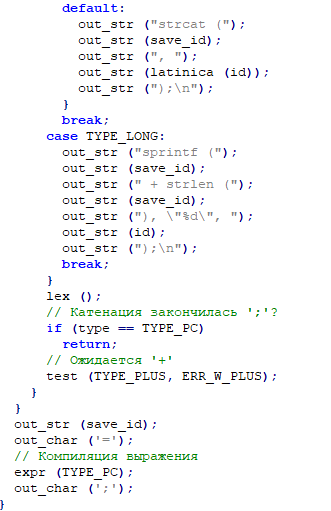 default:
out_str ("strcat (");
out_str (save_id);
out_str (", ");
out_str (latinica (id));
out_str (");\n");
}
break;
case TYPE_LONG:
out_str ("sprintf (");
out_str (save_id);
out_str (" + strlen (");
out_str (save_id);
out_str ("), \"%d\", ");
out_str (id);
out_str (");\n");
break;
}
lex ();
// Катенация закончилась ';'?
if (type == TYPE_PC)
return;
// Ожидается '+'
test (TYPE_PLUS, ERR_W_PLUS);
}
}
out_str (save_id);
out_char ('=');
// Компиляция выражения
expr (TYPE_PC);
out_char (';');
}